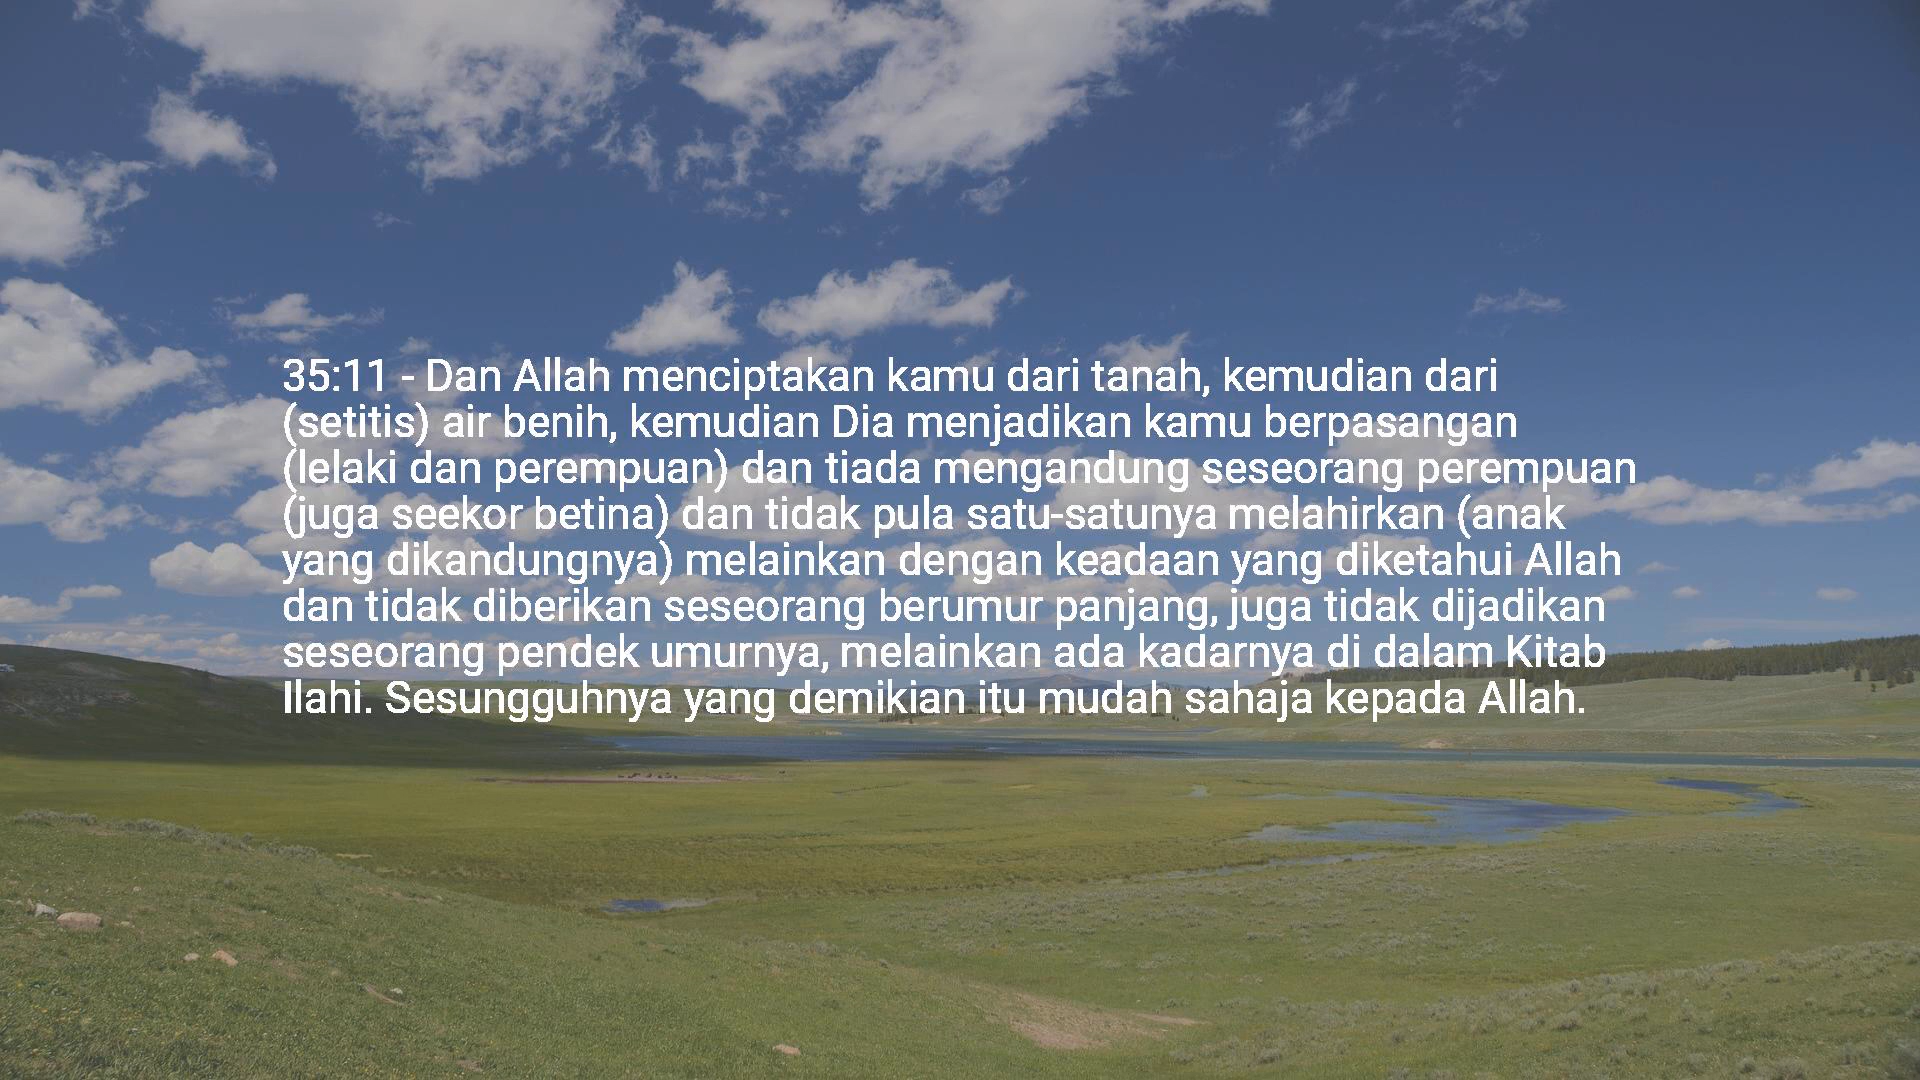 35:11 - Dan Allah menciptakan kamu dari tanah, kemudian dari
(setitis) air benih, kemudian Dia menjadikan kamu berpasangan
(lelaki dan perempuan) dan tiada mengandung seseorang perempuan
(juga seekor betina) dan tidak pula satu-satunya melahirkan (anak
yang dikandungnya) melainkan dengan keadaan yang diketahui Allah
dan tidak diberikan seseorang berumur panjang, juga tidak dijadikan
seseorang pendek umurnya, melainkan ada kadarnya di dalam Kitab
Ilahi. Sesungguhnya yang demikian itu mudah sahaja kepada Allah.